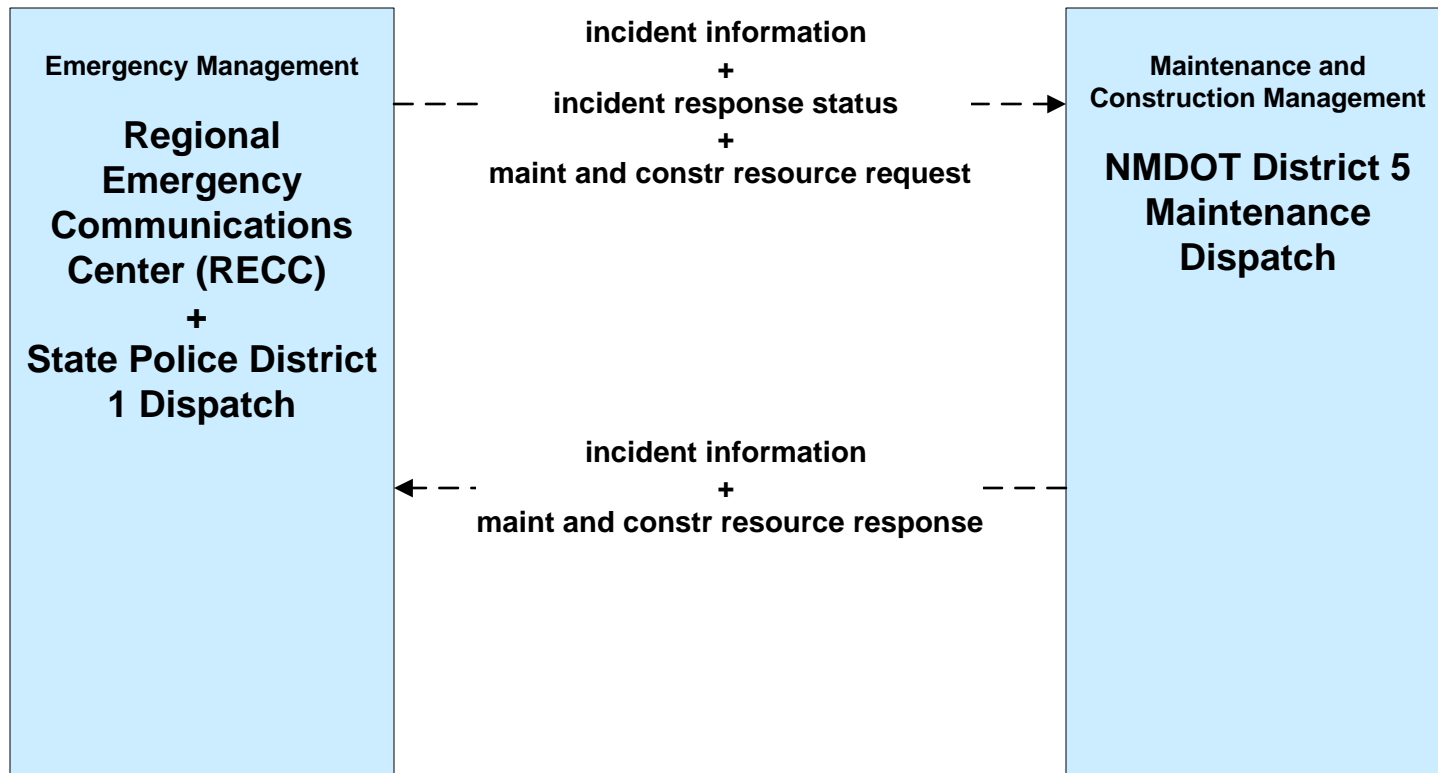 Emergency Management
Regional
Emergency
Communications
Center (RECC)
+
State Police District
1 Dispatch
incident information
+
incident response status
+
maint and constr resource request
incident information
+
maint and constr resource response
Maintenance and
Construction Management
NMDOT District 5
Maintenance
Dispatch